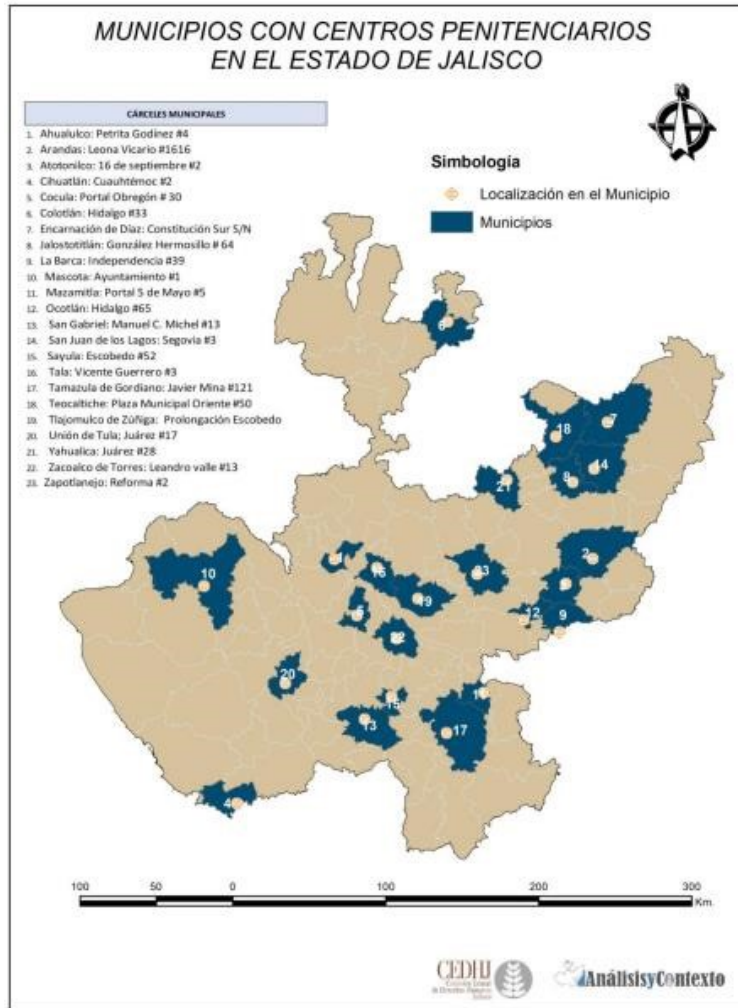 MUNICIPIOS CON CENTROS PENITENCIARIOS
EN EL ESTADO DE JALISCO
CÁRCELES MUNICIPALES
1. Ahualulco: Petrita Godínez #4
2. Arandas: Leona Vicario #1616
3. Atotonilco: 16 de septiembre #2
4. Cihuatlán: Cuauhtémoc #2
5. Cocula: Portal Obregón # 30
6. Colotlán: Hidalgo #33
7. Encarnación de Díaz: Constitución Sur S/N
8. Jalostotitlán: González Hermosillo # 64
9. La Barca: Independencia #39
10. Mascota: Ayuntamiento #1
11. Mazamitla: Portal 5 de Mayo #5
12. Ocotlán: Hidalgo #65
13. San Gabriel: Manuel C. Michel #13
14. San Juan de los Lagos: Segovia #3
15. Sayula: Escobedo #52
16. Tala: Vicente Guerrero #3
17. Tamazula de Gordiano: Javier Mina #121
18. Teocaltiche: Plaza Municipal Oriente #50
19. Tlajomulco de Zúñiga: Prolongación Escobedo
20. Unión de Tula; Juárez #17
21. Yahualica: Juárez #28
22. Zacoalco de Torres: Leandro valle #13
23. Zapotlanejo: Reforma #2
Simbología
Localización en el Municipio
Municipios
6
7
18
14
8
21
2
10
16
23
19
12
9
5
22
20
15
11
13
17
4
100 50 0 100 200 300
Km.
CEDHJ
AnálisisyContexto